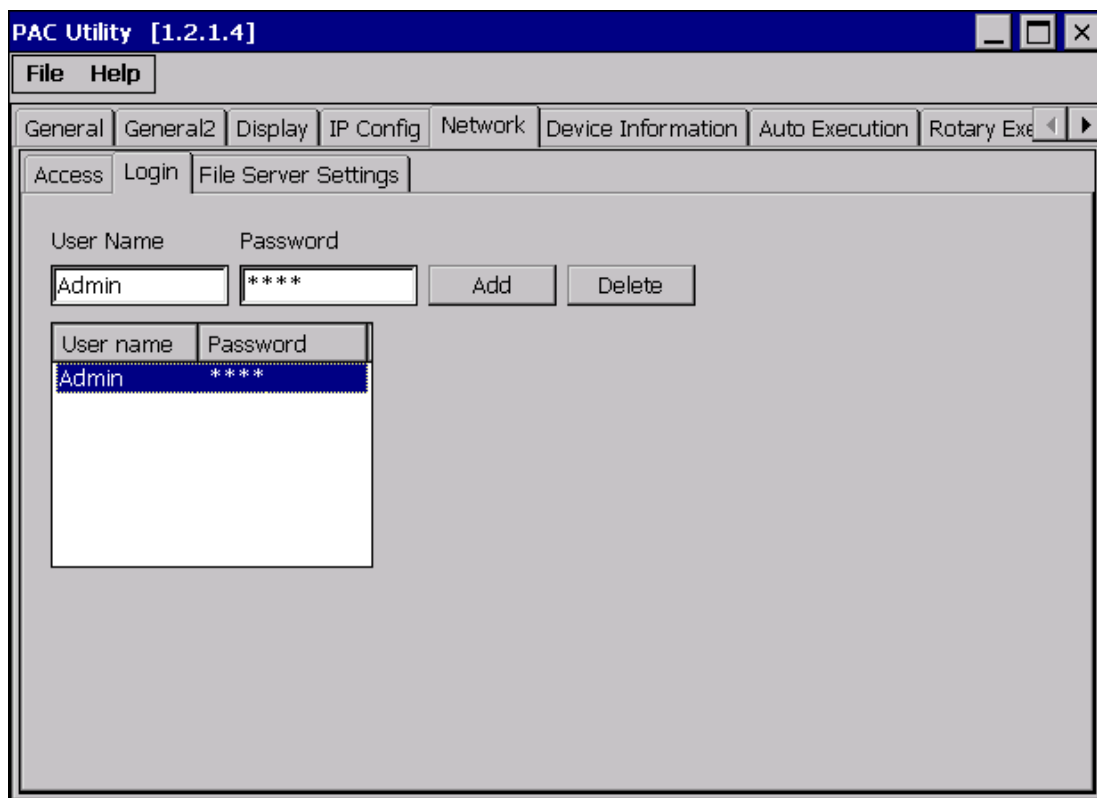 PAC Utility [1.2.1.4]
File Help
General General2 Display IP Config Network Device Information Auto Execution Rotary Exe
Access Login File Server Settings
User Name Password
Admin **** Add Delete
User name Password
Admin ****